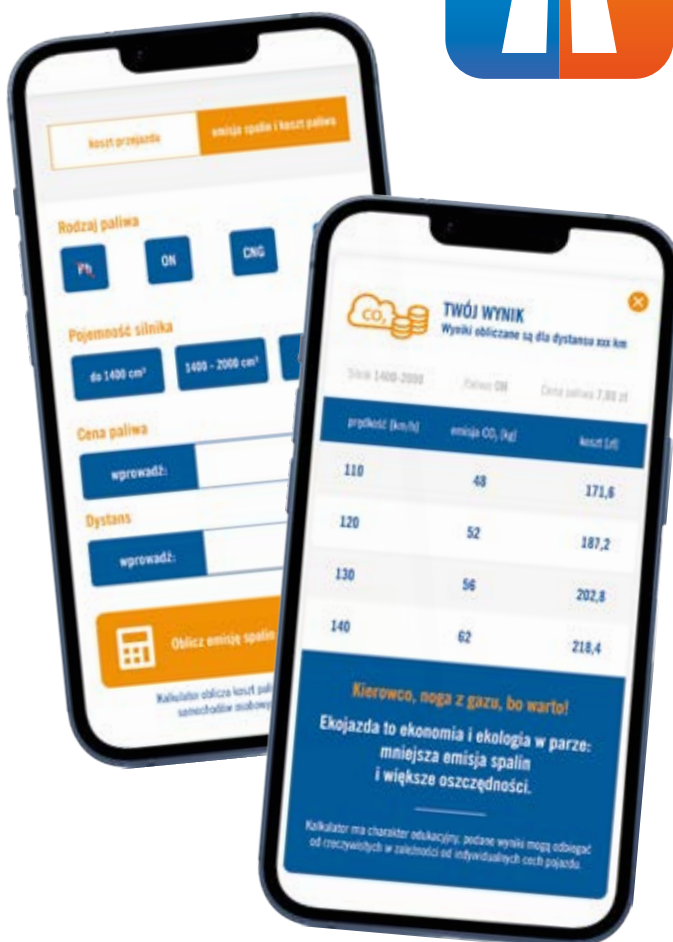 koszt przejazdu
emisja spalin i koszt paliwa
Rodzaj paliwa
Pb
ON
CNG
Pojemność silnika
do 1400 cm³
1400 - 2000 cm³
Cena paliwa
wprowadź:
Dystans
wprowadź:
Oblicz emisję spalin
Kalkulator oblicza koszt
samochodów
CO₂
TWÓJ WYNIK
Wyniki obliczane są dla dystansu xxx km
Silnik 1400-2000
Paliwo ON
Cena paliwa
prędkość [km/h]
emisja CO₂ [kg]
koszt [zł]
110
48
171,6
120
52
187,2
130
56
202,8
140
62
218,4
Kierowco, noga z gazu, bo warto!
Ekojazda to ekonomia i ekologia w parze:
mniejsza emisja spalin
i większe oszczędności.
Kalkulator ma charakter edukacyjny, podane wyniki mogą odbiegać
od rzeczywistych w zależności od indywidualnych cech pojazdu.